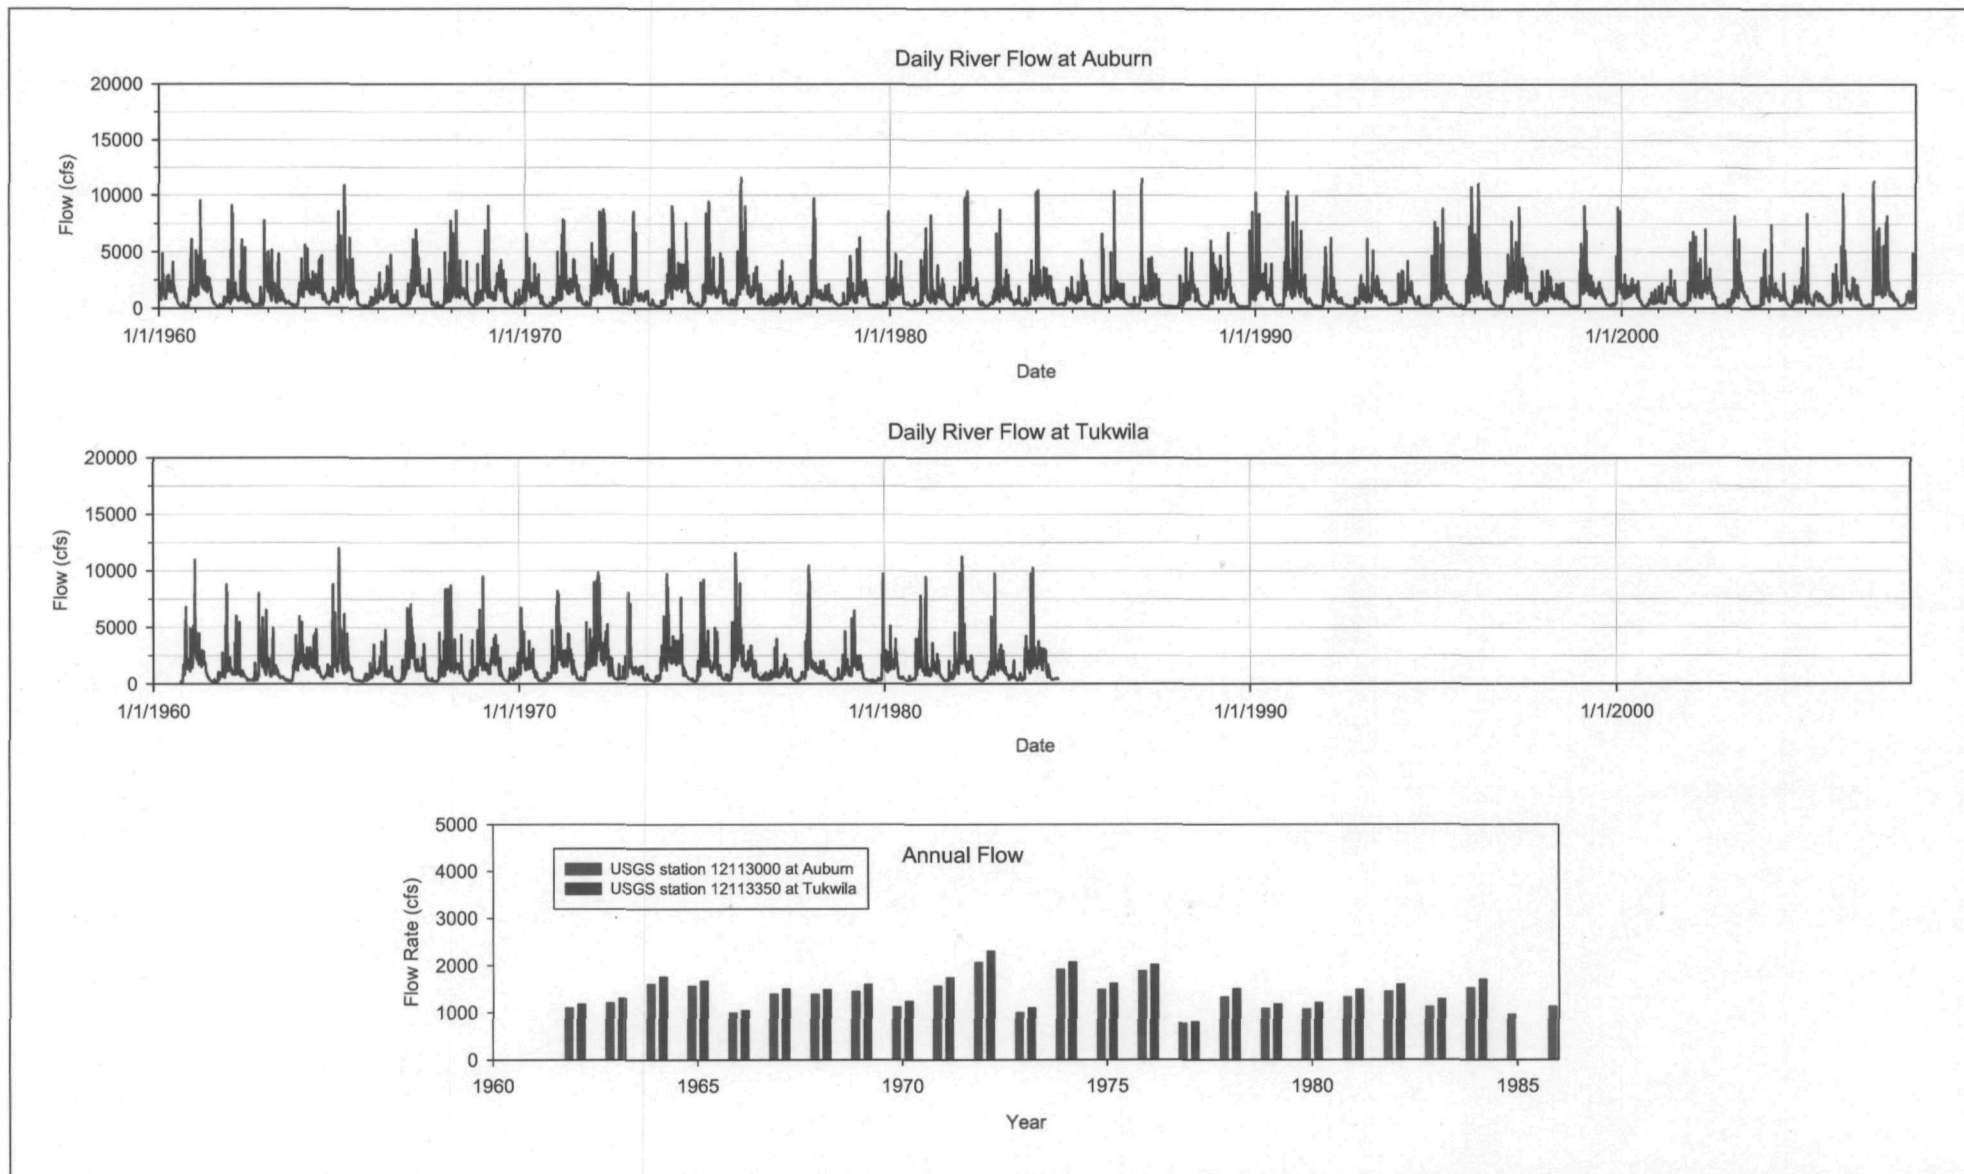 Daily River Flow at Auburn
20000
15000
10000
5000
0
Flow (cfs)
1/1/1960 1/1/1970 1/1/1980 1/1/1990 1/1/2000
Date
Daily River Flow at Tukwila
20000
15000
10000
5000
0
Flow (cfs)
1/1/1960 1/1/1970 1/1/1980 1/1/1990 1/1/2000
Date
Annual Flow
USGS station 12113000 at Auburn
USGS station 12113350 at Tukwila
5000
4000
3000
2000
1000
0
Flow Rate (cfs)
1960 1965 1970 1975 1980 1985
Year